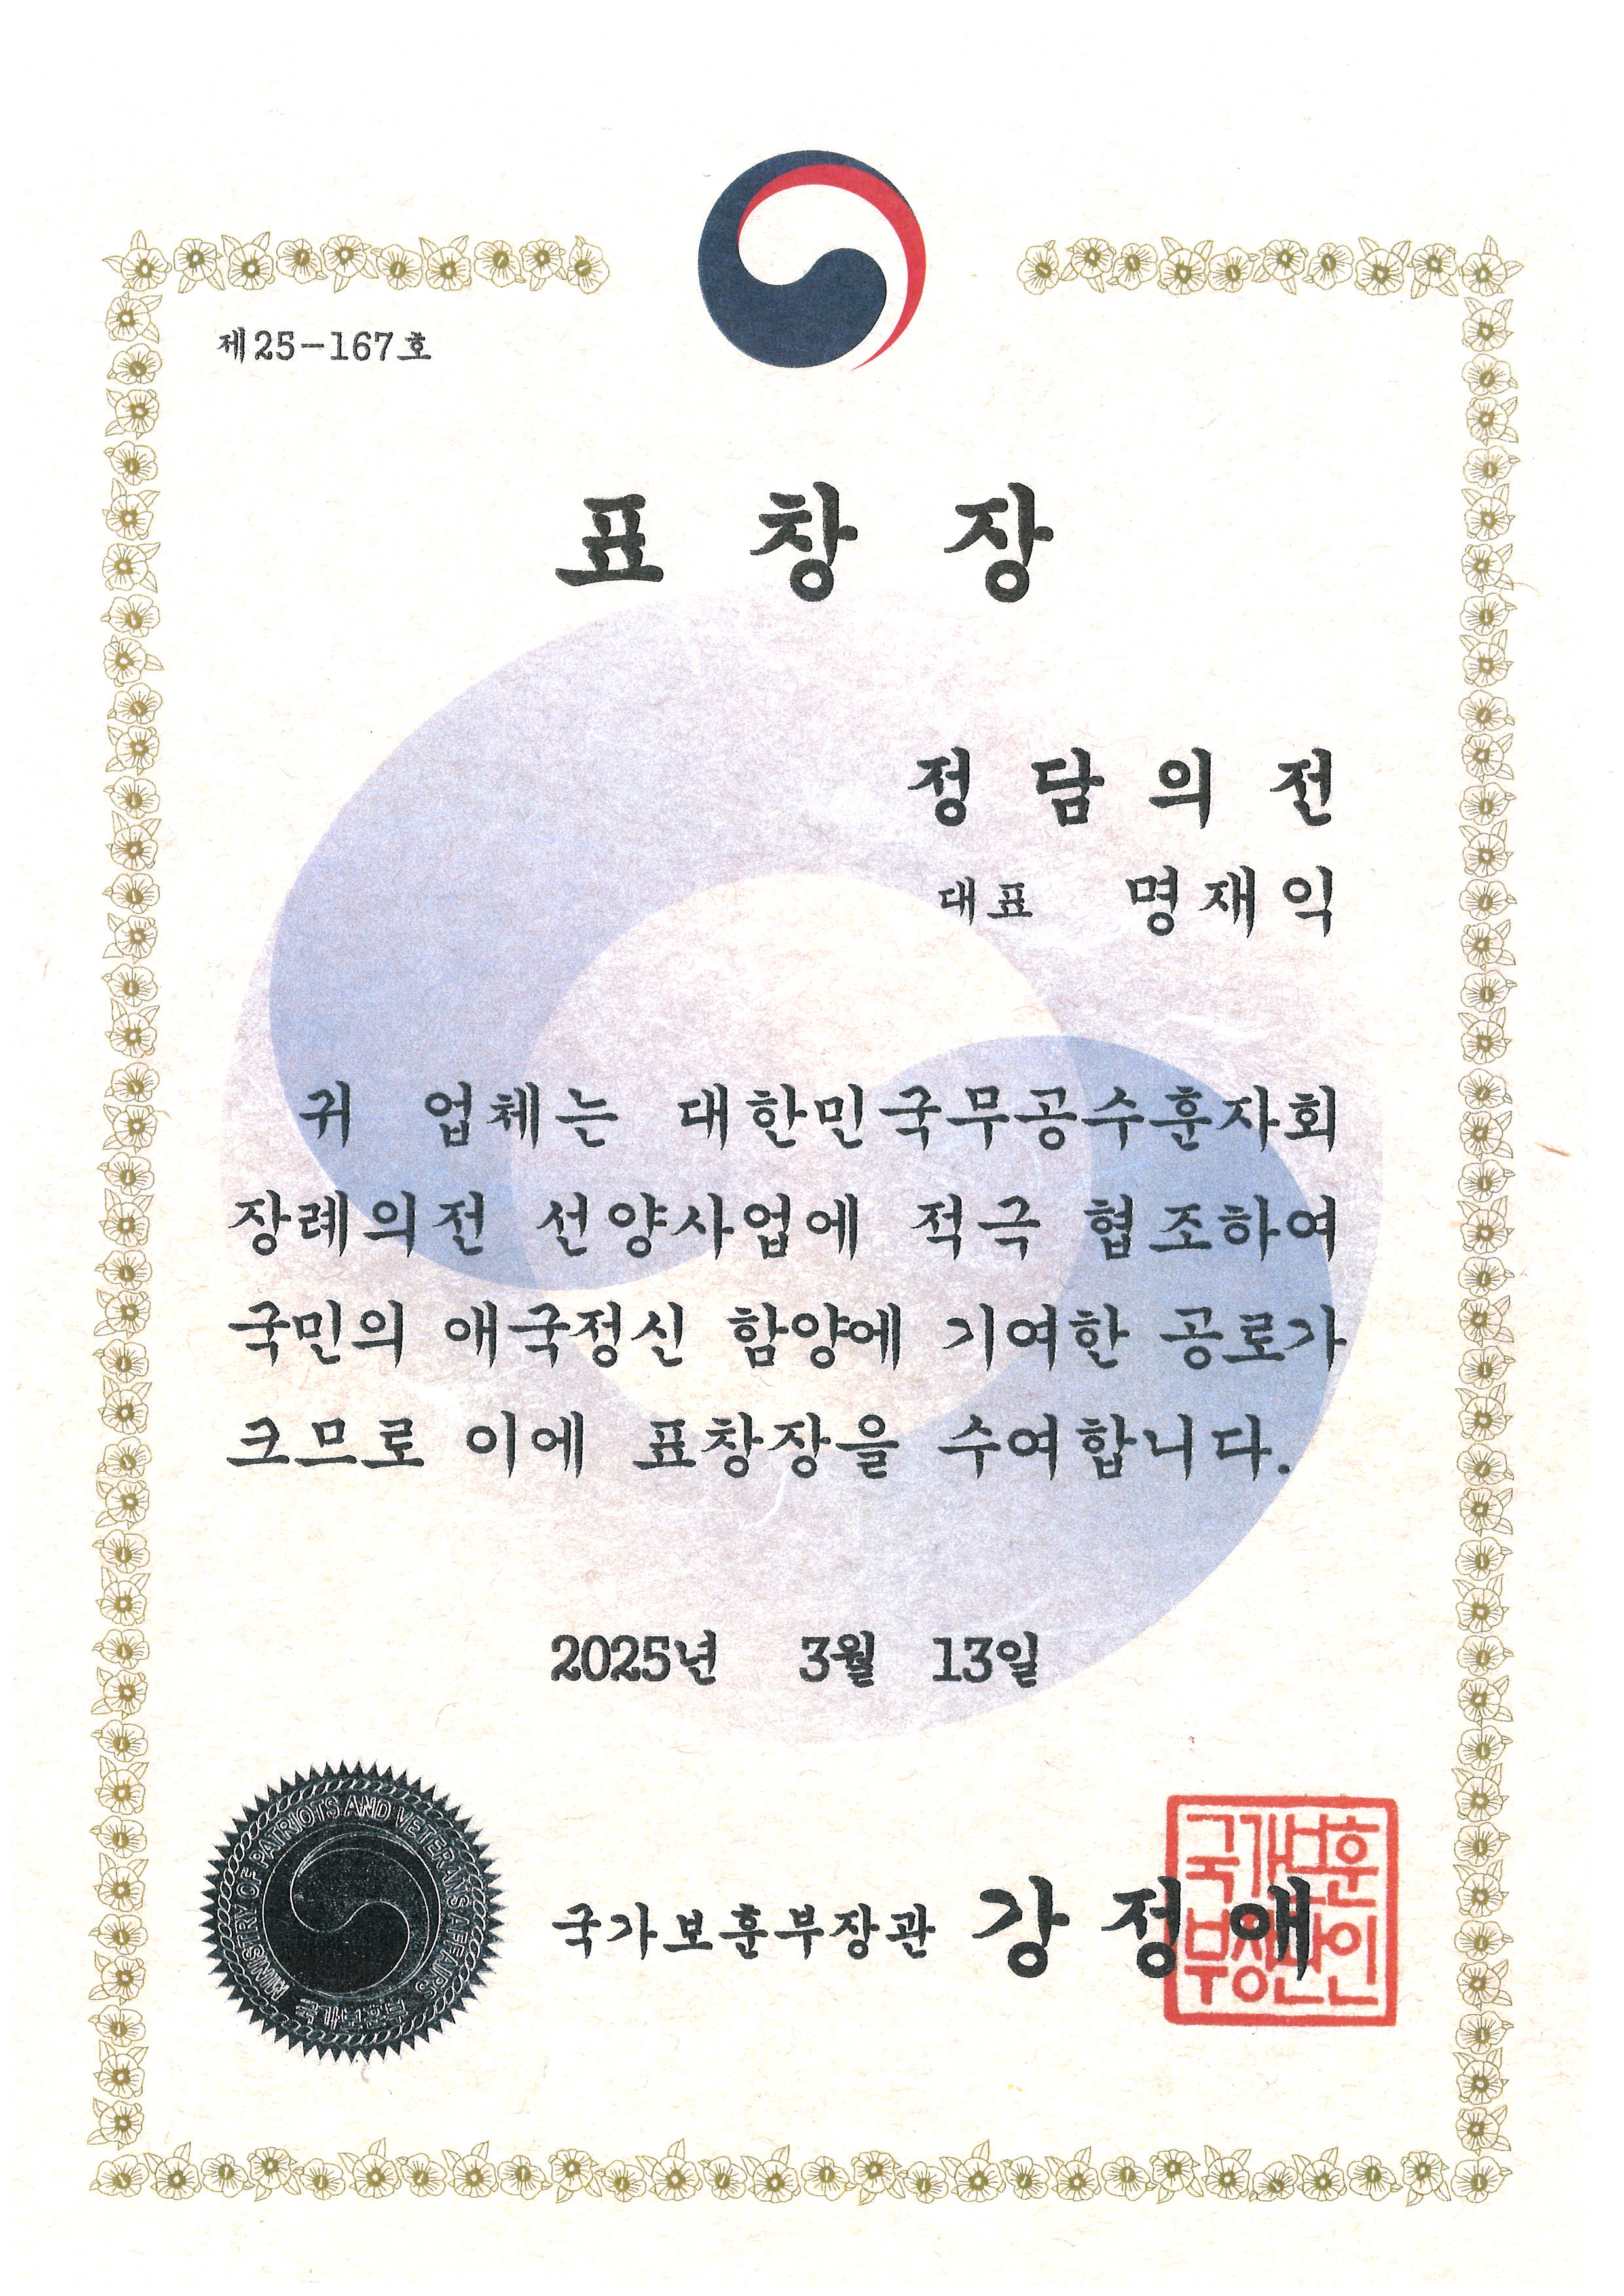 제25-167호
표 창 장
정 담 의 전
대표 명재익
귀 업체는 대한민국무공수훈자회
장례의전 선양사업에 적극 협조하여
국민의 애국정신 함양에 기여한 공로가
크므로 이에 표창장을 수여합니다.
2025년 3월 13일
MINISTRY OF PATRIOTS AND VETERANS AFFAIRS
국가보훈부
국가보훈부장관 강정애
국가보훈
부장관인